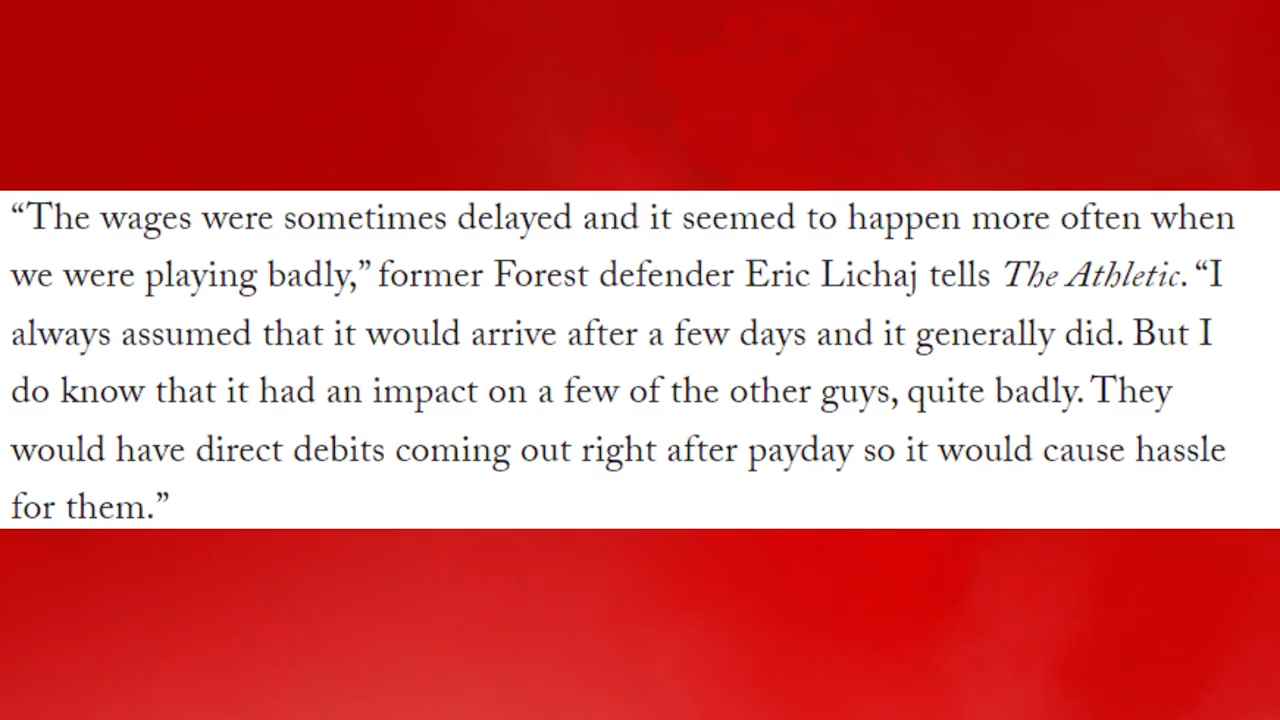 “The wages were sometimes delayed and it seemed to happen more often when
we were playing badly,” former Forest defender Eric Lichaj tells The Athletic. “I
always assumed that it would arrive after a few days and it generally did. But I
do know that it had an impact on a few of the other guys, quite badly. They
would have direct debits coming out right after payday so it would cause hassle
for them.”